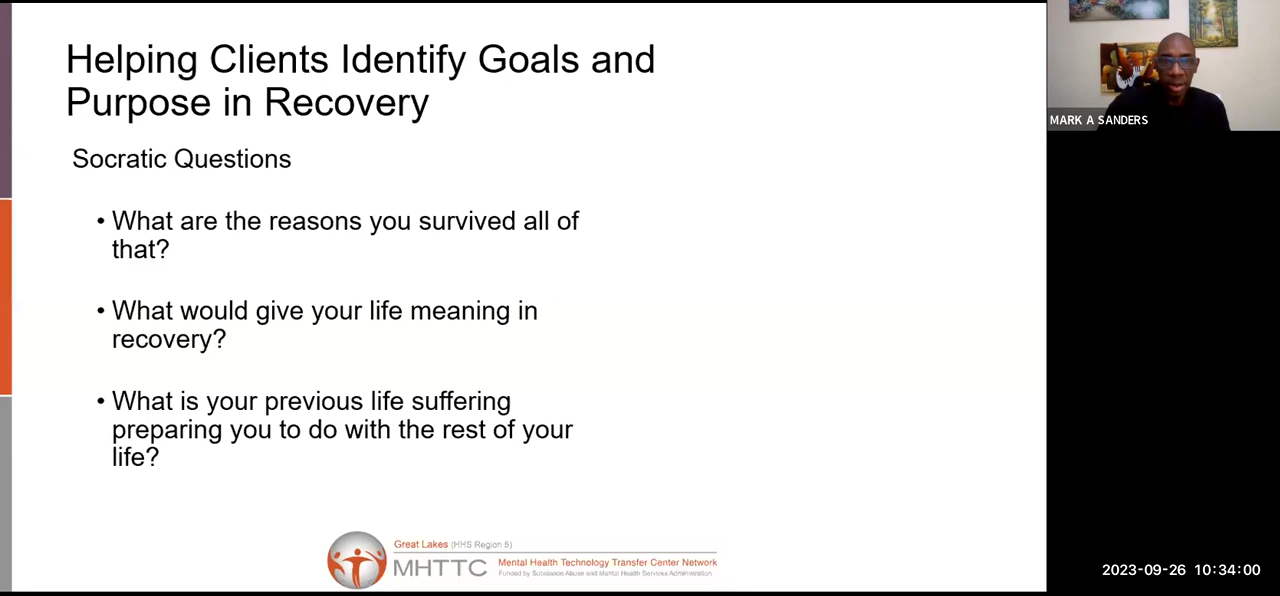 Helping Clients Identify Goals and
Purpose in Recovery
Socratic Questions
• What are the reasons you survived all of
that?
• What would give your life meaning in
recovery?
• What is your previous life suffering
preparing you to do with the rest of your
life?
Great Lakes (HHS Region 5)
MHTTC
Mental Health Technology Transfer Center Network
Funded by Substance Abuse and Mental Health Services Administration
MARK A SANDERS
2023-09-26 10:34:00